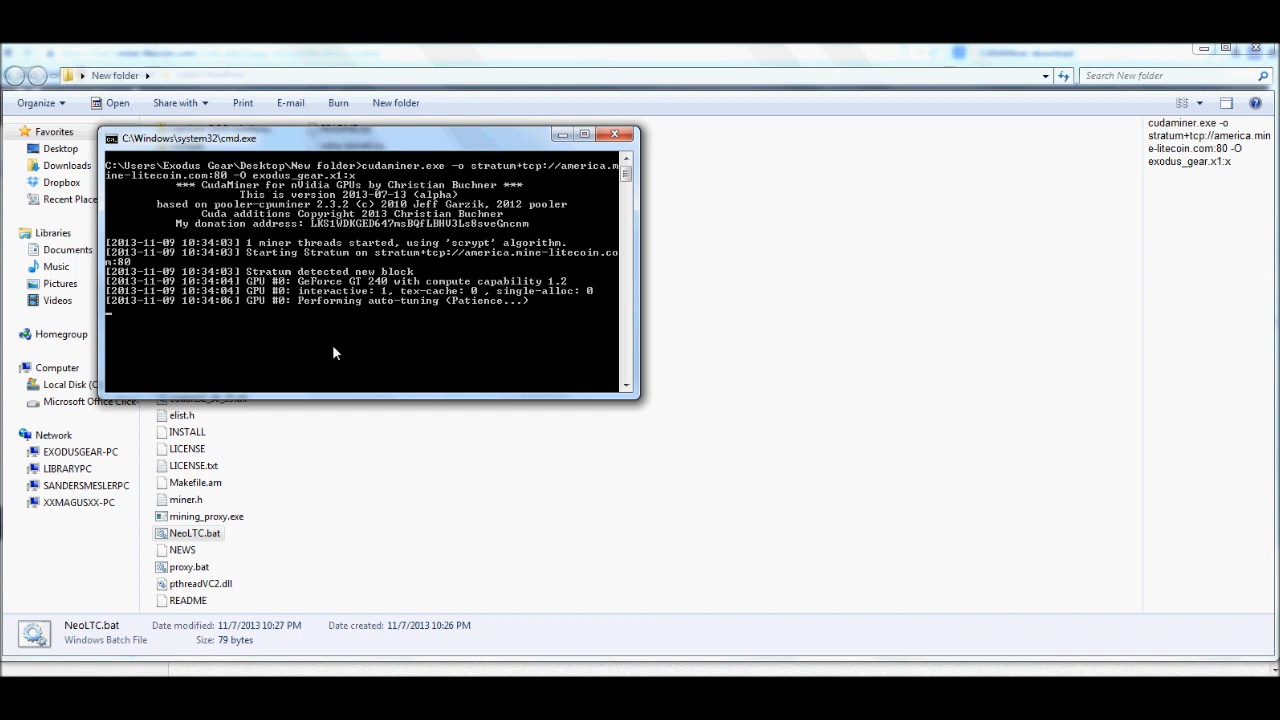 New folder
Search New folder
Organize
Open
Share with
Print
E-mail
Burn
New folder
Favorites
Desktop
Downloads
Dropbox
Recent Place
Libraries
Documents
Music
Pictures
Videos
Homegroup
Computer
Local Disk (C
Microsoft Office Click-
Network
EXODUSGEAR-PC
LIBRARYPC
SANDERSMESLERPC
XXMAGUSXX-PC
C:\Windows\system32\cmd.exe
C:\Users\Exodus Gear\Desktop\New folder>cudaminer.exe -o stratum+tcp://america.m
ine-litecoin.com:80 -O exodus_gear.x1:x
*** CudaMiner for nVidia GPUs by Christian Buchner ***
This is version 2013-07-13 (alpha)
based on pooler-cpuminer 2.3.2 (c) 2010 Jeff Garzik, 2012 pooler
Cuda additions Copyright 2013 Christian Buchner
My donation address: LKS1WDKGED647msBQfLBHV3Ls8sveGncnm
[2013-11-09 10:34:03] 1 miner threads started, using 'scrypt' algorithm.
[2013-11-09 10:34:03] Starting Stratum on stratum+tcp://america.mine-litecoin.co
m:80
[2013-11-09 10:34:03] Stratum detected new block
[2013-11-09 10:34:04] GPU #0: GeForce GT 240 with compute capability 1.2
[2013-11-09 10:34:04] GPU #0: interactive: 1, tex-cache: 0 , single-alloc: 0
[2013-11-09 10:34:06] GPU #0: Performing auto-tuning (Patience...)
elist.h
INSTALL
LICENSE
LICENSE.txt
Makefile.am
miner.h
mining_proxy.exe
NeoLTC.bat
NEWS
proxy.bat
pthreadVC2.dll
README
cudaminer.exe -o
stratum+tcp://america.min
e-litecoin.com:80 -O
exodus_gear.x1:x
NeoLTC.bat
Date modified: 11/7/2013 10:27 PM
Date created: 11/7/2013 10:26 PM
Windows Batch File
Size: 79 bytes